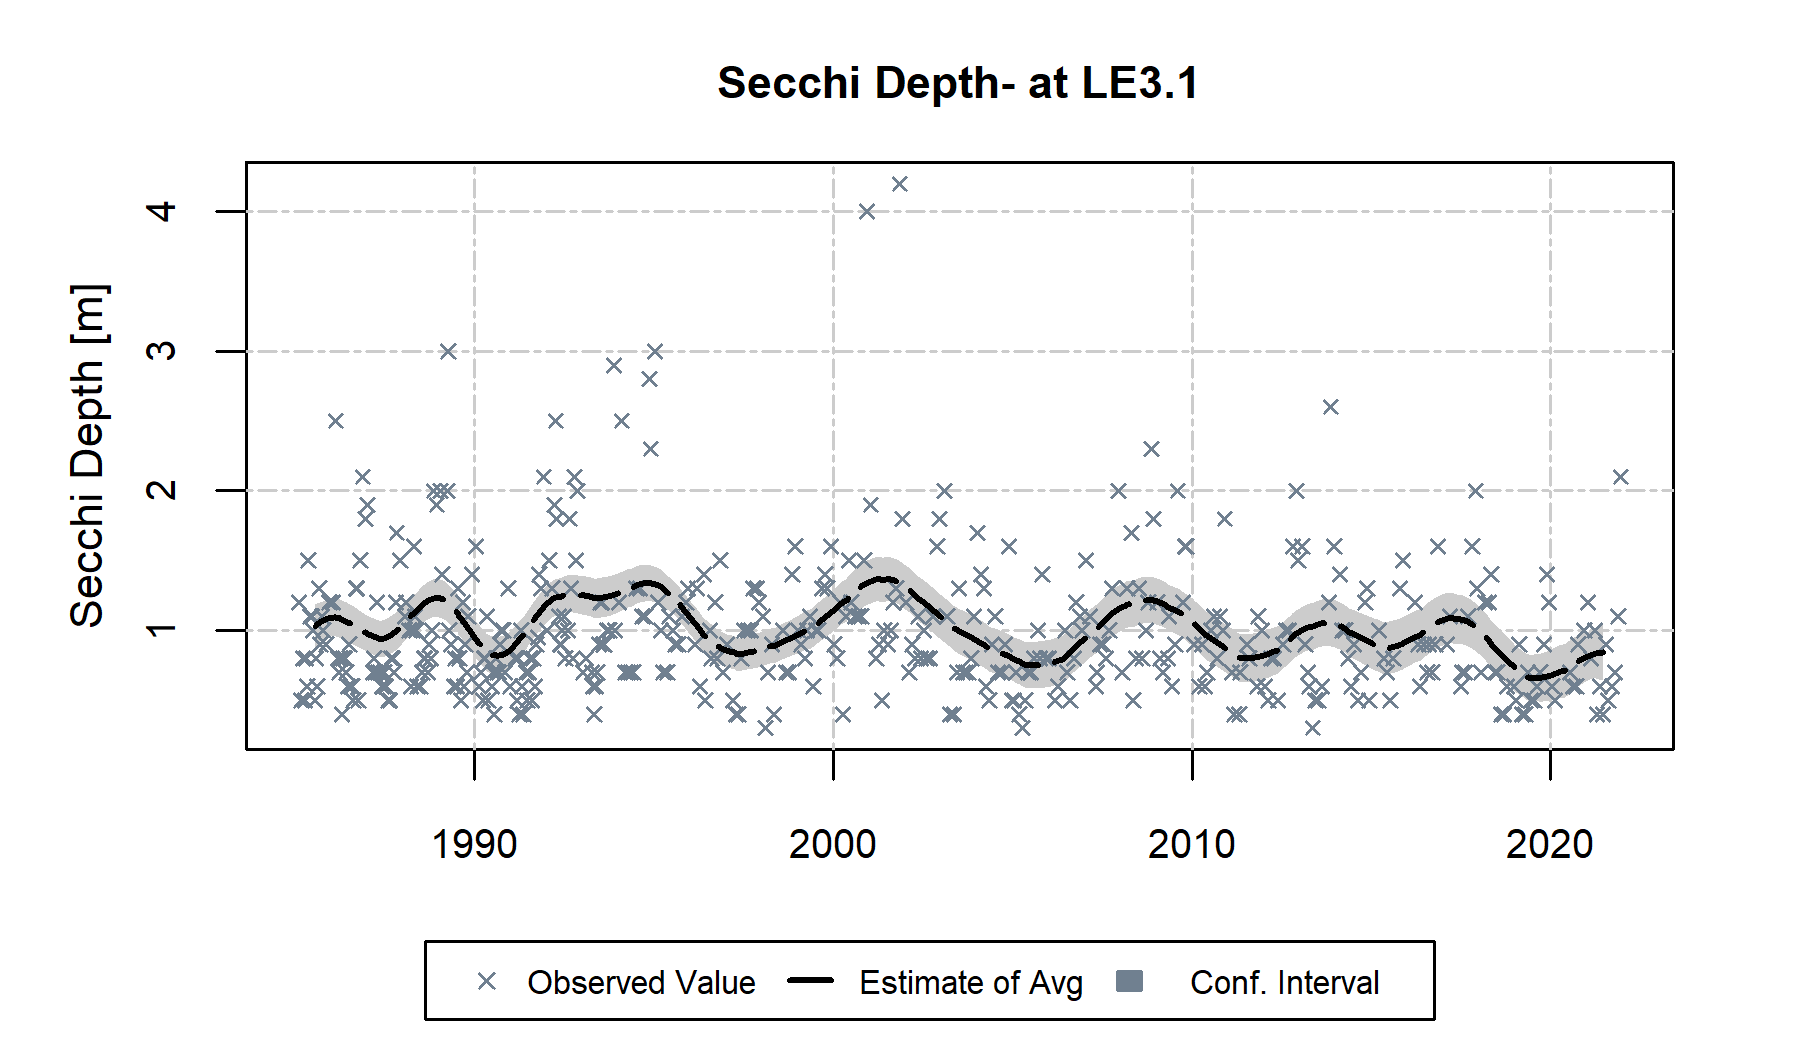 Secchi Depth- at LE3.1
Secchi Depth [m]
4
3
2
1
1990 2000 2010 2020
Observed Value Estimate of Avg Conf. Interval